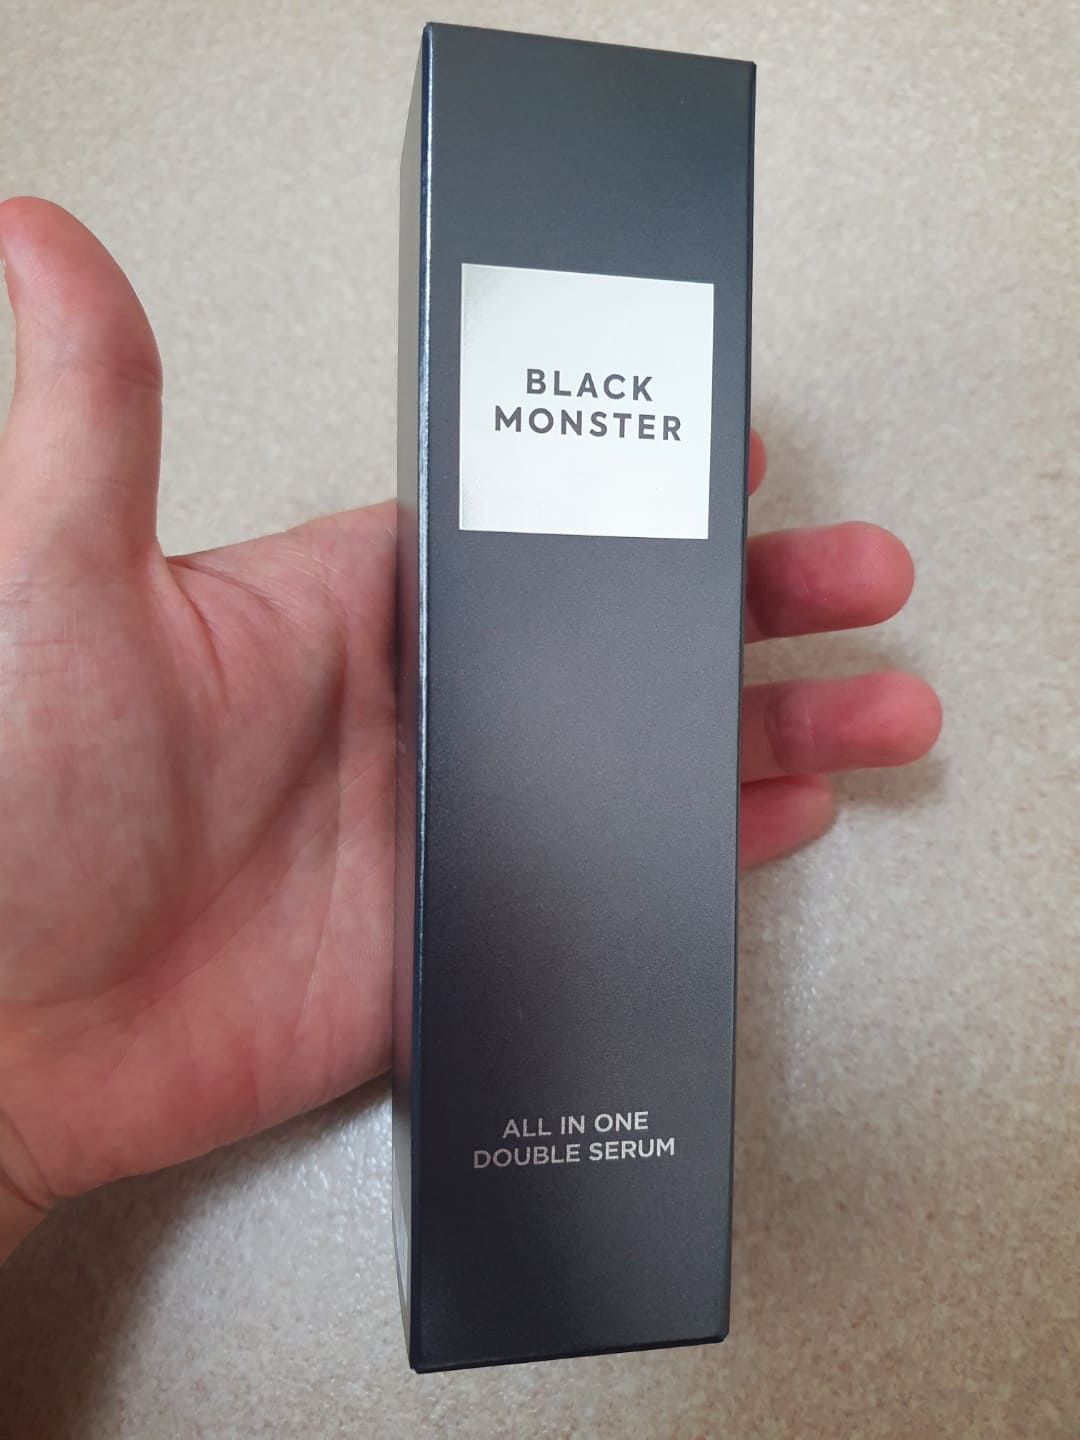 BLACK
MONSTER
ALL IN ONE
DOUBLE SERUM